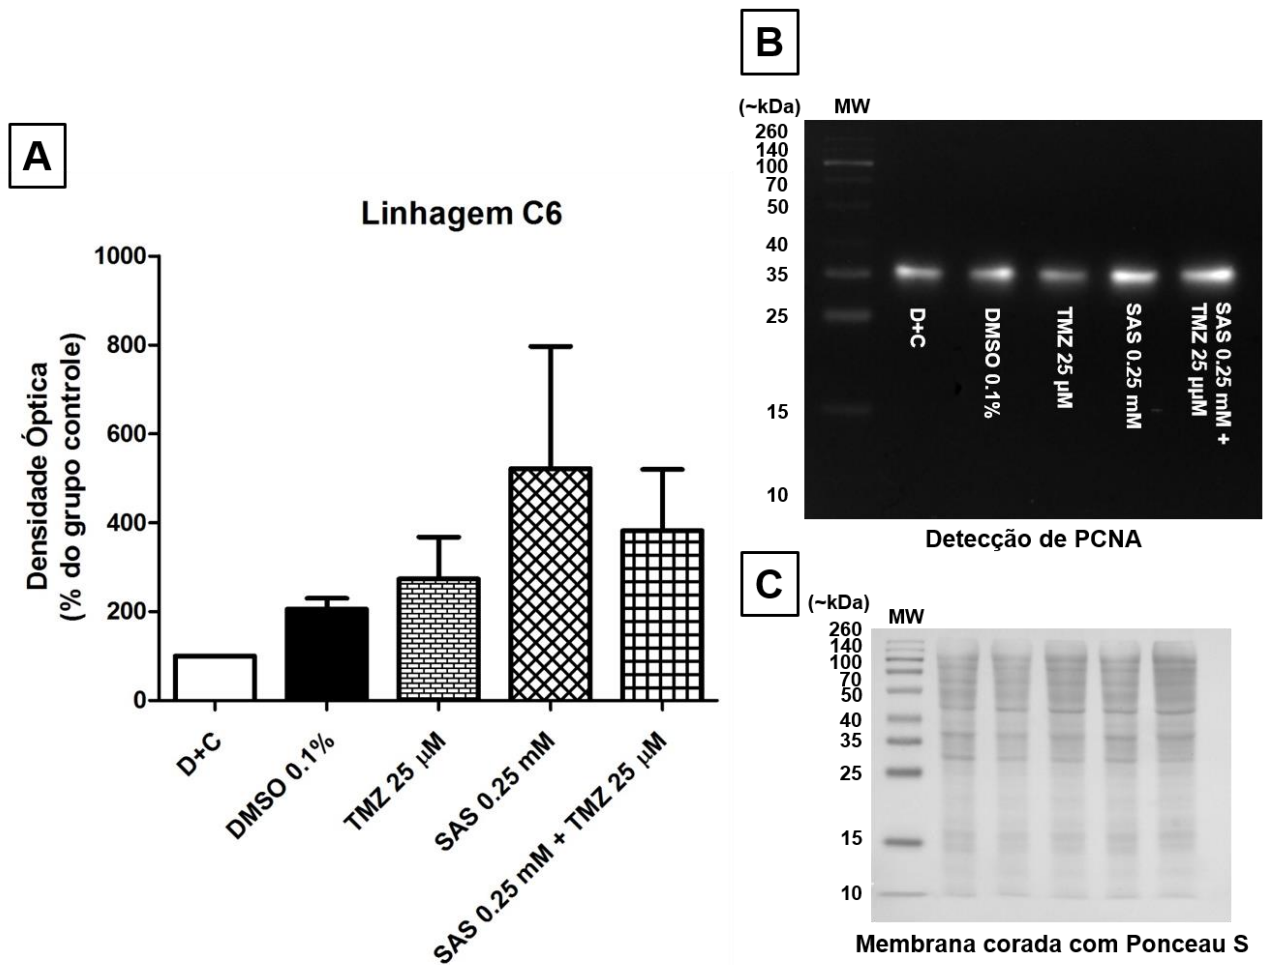 A
Linhagem C6
Densidade Óptica
(% do grupo controle)
1000
800
600
400
200
0
D+C
DMSO 0.1%
TMZ 25 µM
SAS 0.25 mM
SAS 0.25 mM + TMZ 25 µM
B
(~kDa) MW
260
140
100
70
50
40
35
25
15
10
D+C
DMSO 0.1%
TMZ 25 µM
SAS 0.25 mM
SAS 0.25 mM +
TMZ 25 µµM
Detecção de PCNA
C
(~kDa)
MW
260
140
100
70
50
40
35
25
15
10
Membrana corada com Ponceau S